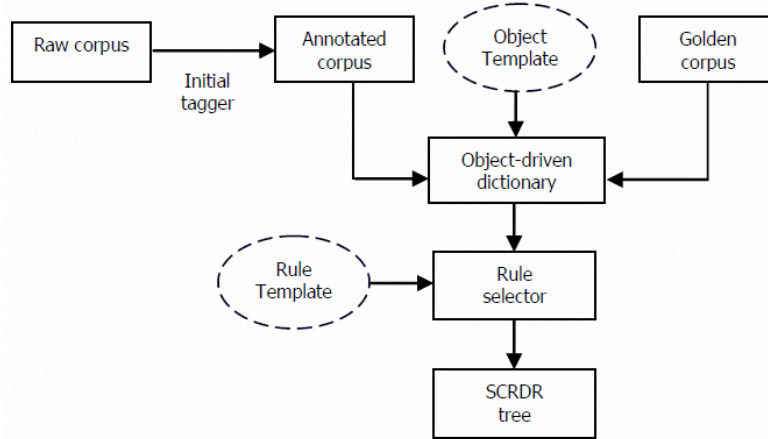 Raw corpus
Initial
tagger
Annotated
corpus
Object
Template
Golden
corpus
Object-driven
dictionary
Rule
Template
Rule
selector
SCRDR
tree